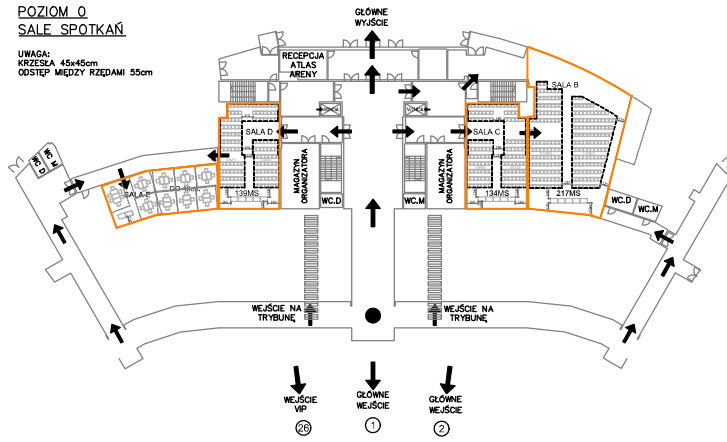 POZIOM 0
SALE SPOTKAŃ
UWAGA:
KRZESŁA 45x45cm
ODSTĘP MIĘDZY RZĘDAMI 55cm
GŁÓWNE
WYJŚCIE
RECEPCJA
ATLAS
ARENY
SALA B
SALA D
SALA C
WC.D
WC.M
SALA E
MAGAZYN
ORGANIZATORA
MAGAZYN
ORGANIZATORA
139MS
134MS
217MS
WC.D
WC.M
WC.D
WC.M
WEJŚCIE NA
TRYBUNĘ
WEJŚCIE NA
TRYBUNĘ
WEJŚCIE
VIP
26
GŁÓWNE
WEJŚCIE
1
GŁÓWNE
WEJŚCIE
2